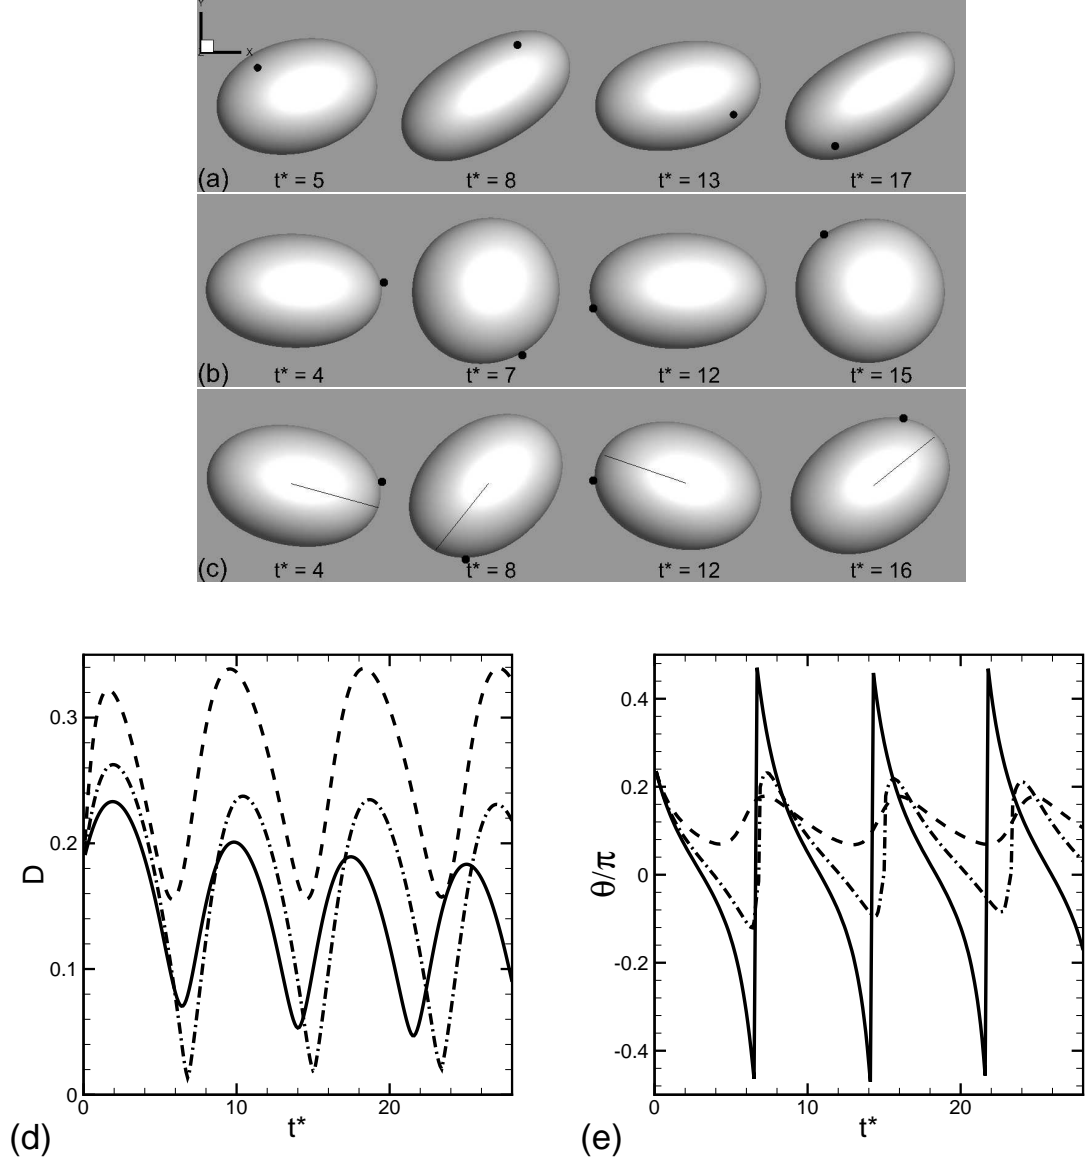 Y
Z X
(a) t* = 5 t* = 8 t* = 13 t* = 17
(b) t* = 4 t* = 7 t* = 12 t* = 15
(c) t* = 4 t* = 8 t* = 12 t* = 16
0.3
0.2
0.1
0
D
0 10 20
t*
(d)
0.4
0.2
0
-0.2
-0.4
θ/π
0 10 20
t*
(e)